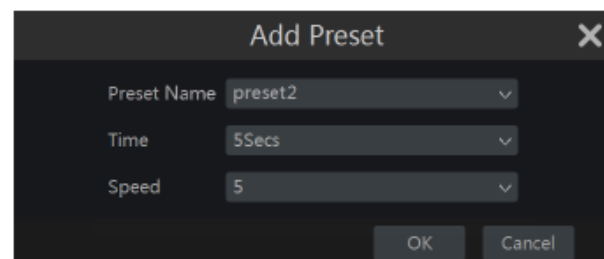 Add Preset
Preset Name preset2
Time 5Secs
Speed 5
OK Cancel